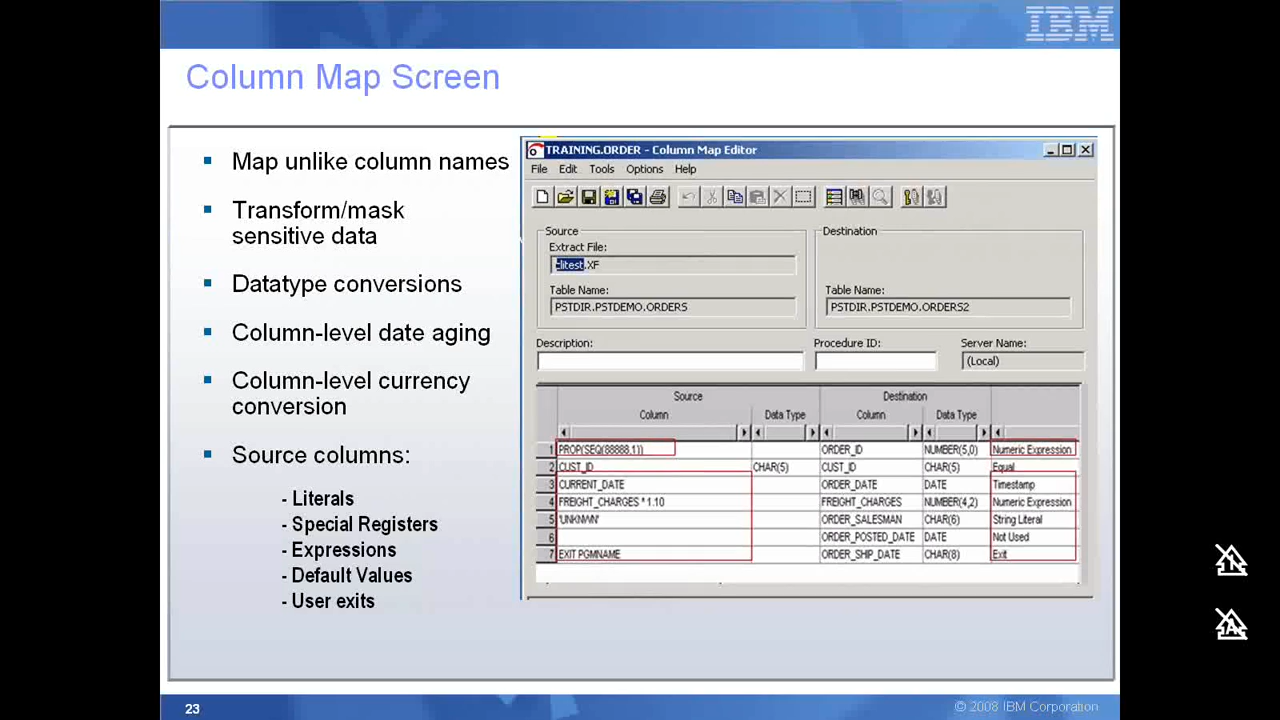 IBM
Column Map Screen
Map unlike column names
Transform/mask
sensitive data
Datatype conversions
Column-level date aging
Column-level currency
conversion
Source columns:
- Literals
- Special Registers
- Expressions
- Default Values
- User exits
TRAINING.ORDER - Column Map Editor
File Edit Tools Options Help
Source Destination
Extract File:
clitest.XF
Table Name: Table Name:
PSTDIR.PSTDEMO.ORDERS PSTDIR.PSTDEMO.ORDERS2
Description: Procedure ID: Server Name:
(Local)
Source Destination
Column Data Type Column Data Type
1 PROP(SEQ(88888,1)) ORDER_ID NUMBER(5,0) Numeric Expression
2 CUST_ID CHAR(5) CUST_ID CHAR(5) Equal
3 CURRENT_DATE ORDER_DATE DATE Timestamp
4 FREIGHT_CHARGES * 1.10 FREIGHT_CHARGES NUMBER(4,2) Numeric Expression
5 'UNKNWN' ORDER_SALESMAN CHAR(6) String Literal
6 ORDER_POSTED_DATE DATE Not Used
7 EXIT PGMNAME ORDER_SHIP_DATE CHAR(8) Exit
23
© 2008 IBM Corporation